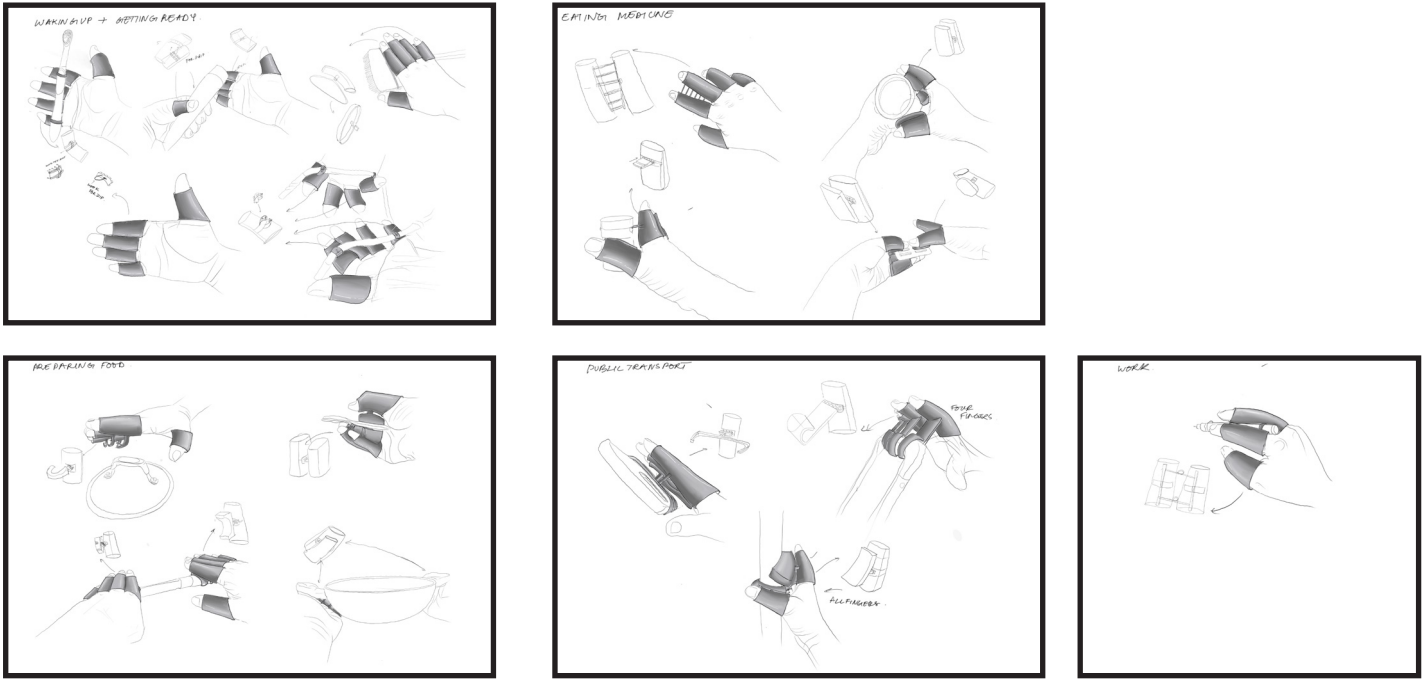 WAKING UP + GETTING READY.
EATING MEDICINE
PREPARING FOOD
PUBLIC TRANSPORT
FOUR
FINGERS
ALL FINGERS.
WORK